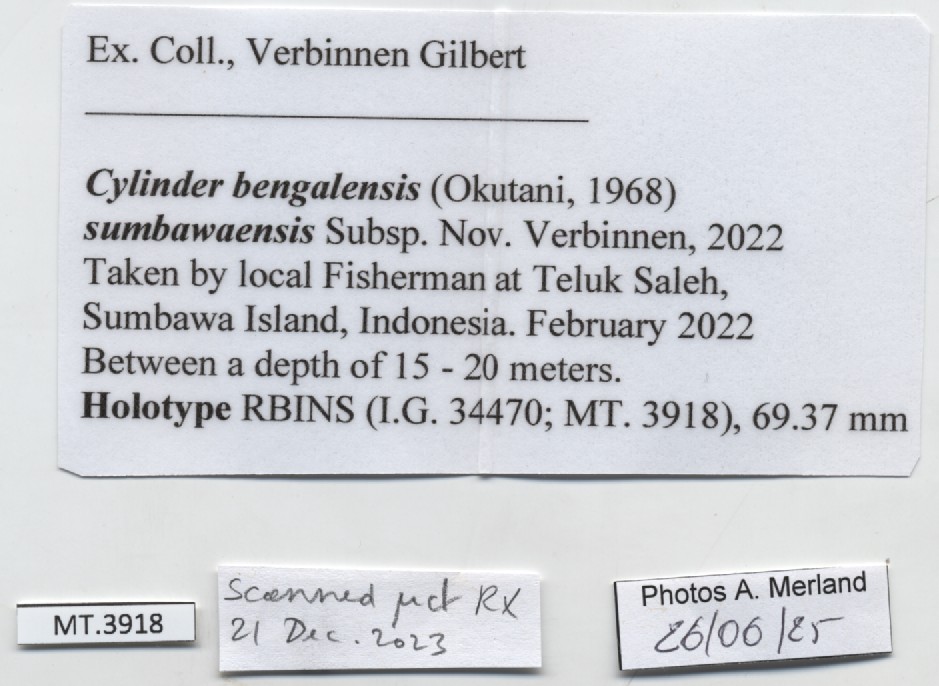 Ex. Coll., Verbinnen Gilbert
Cylinder bengalensis (Okutani, 1968)
sumbawaensis Subsp. Nov. Verbinnen, 2022
Taken by local Fisherman at Teluk Saleh,
Sumbawa Island, Indonesia. February 2022
Between a depth of 15 - 20 meters.
Holotype RBINS (I.G. 34470; MT. 3918), 69.37 mm
MT.3918
Scanned µct RX
21 Dec. 2023
Photos A. Merland
26/06/25